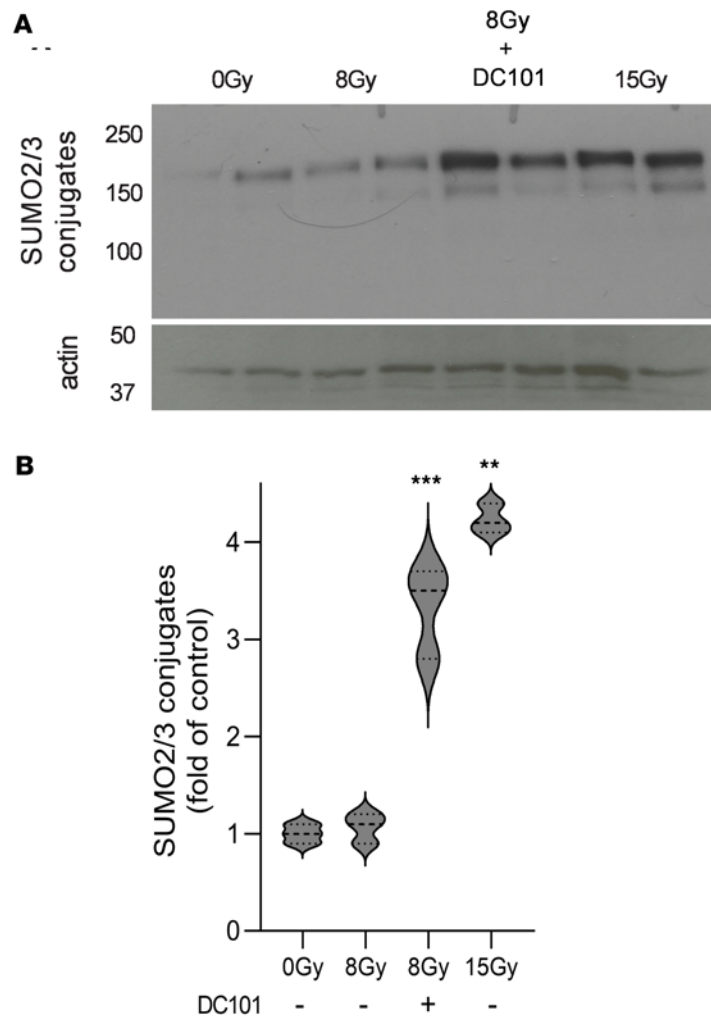 A
8Gy
+
0Gy 8Gy DC101 15Gy
SUMO2/3
conjugates
250
150
100
actin
50
37
B
*** **
SUMO2/3 conjugates
(fold of control)
4
3
2
1
0
0Gy 8Gy 8Gy 15Gy
DC101 - - + -